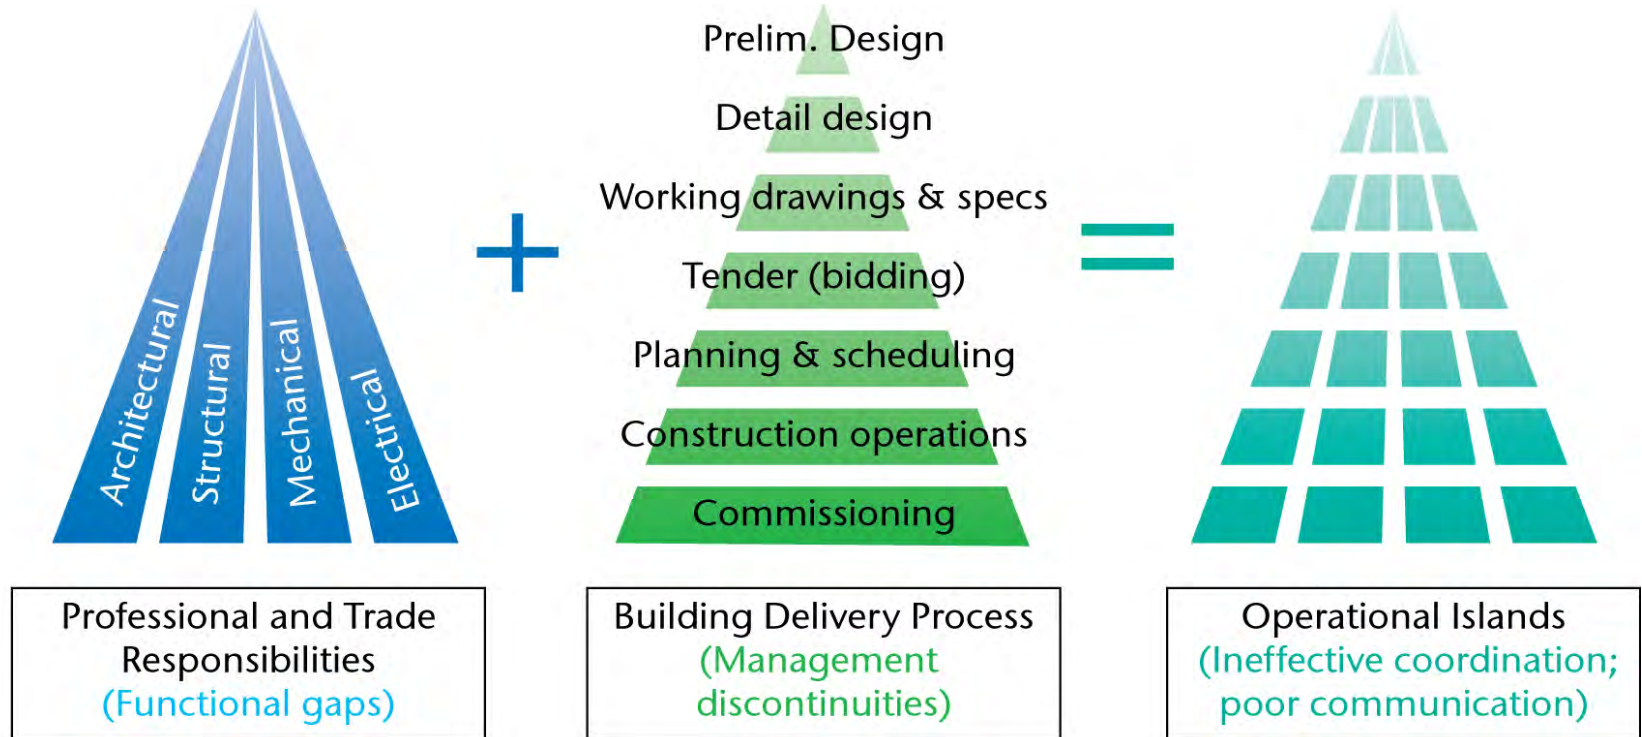 Architectural
Structural
Mechanical
Electrical
+
Prelim. Design
Detail design
Working drawings & specs
Tender (bidding)
Planning & scheduling
Construction operations
Commissioning
=
Professional and Trade
Responsibilities
(Functional gaps)
Building Delivery Process
(Management
discontinuities)
Operational Islands
(Ineffective coordination;
poor communication)